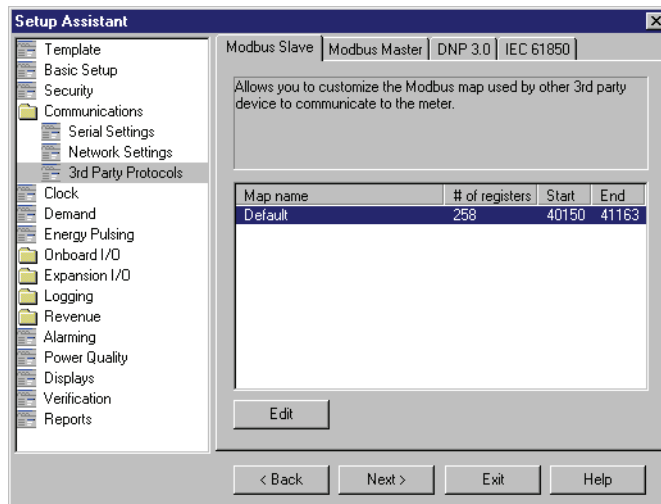 Setup Assistant
Template
Basic Setup
Security
Communications
Serial Settings
Network Settings
3rd Party Protocols
Clock
Demand
Energy Pulsing
Onboard I/O
Expansion I/O
Logging
Revenue
Alarming
Power Quality
Displays
Verification
Reports
Modbus Slave Modbus Master DNP 3.0 IEC 61850
Allows you to customize the Modbus map used by other 3rd party
device to communicate to the meter.
Map name # of registers Start End
Default 258 40150 41163
Edit
< Back Next > Exit Help